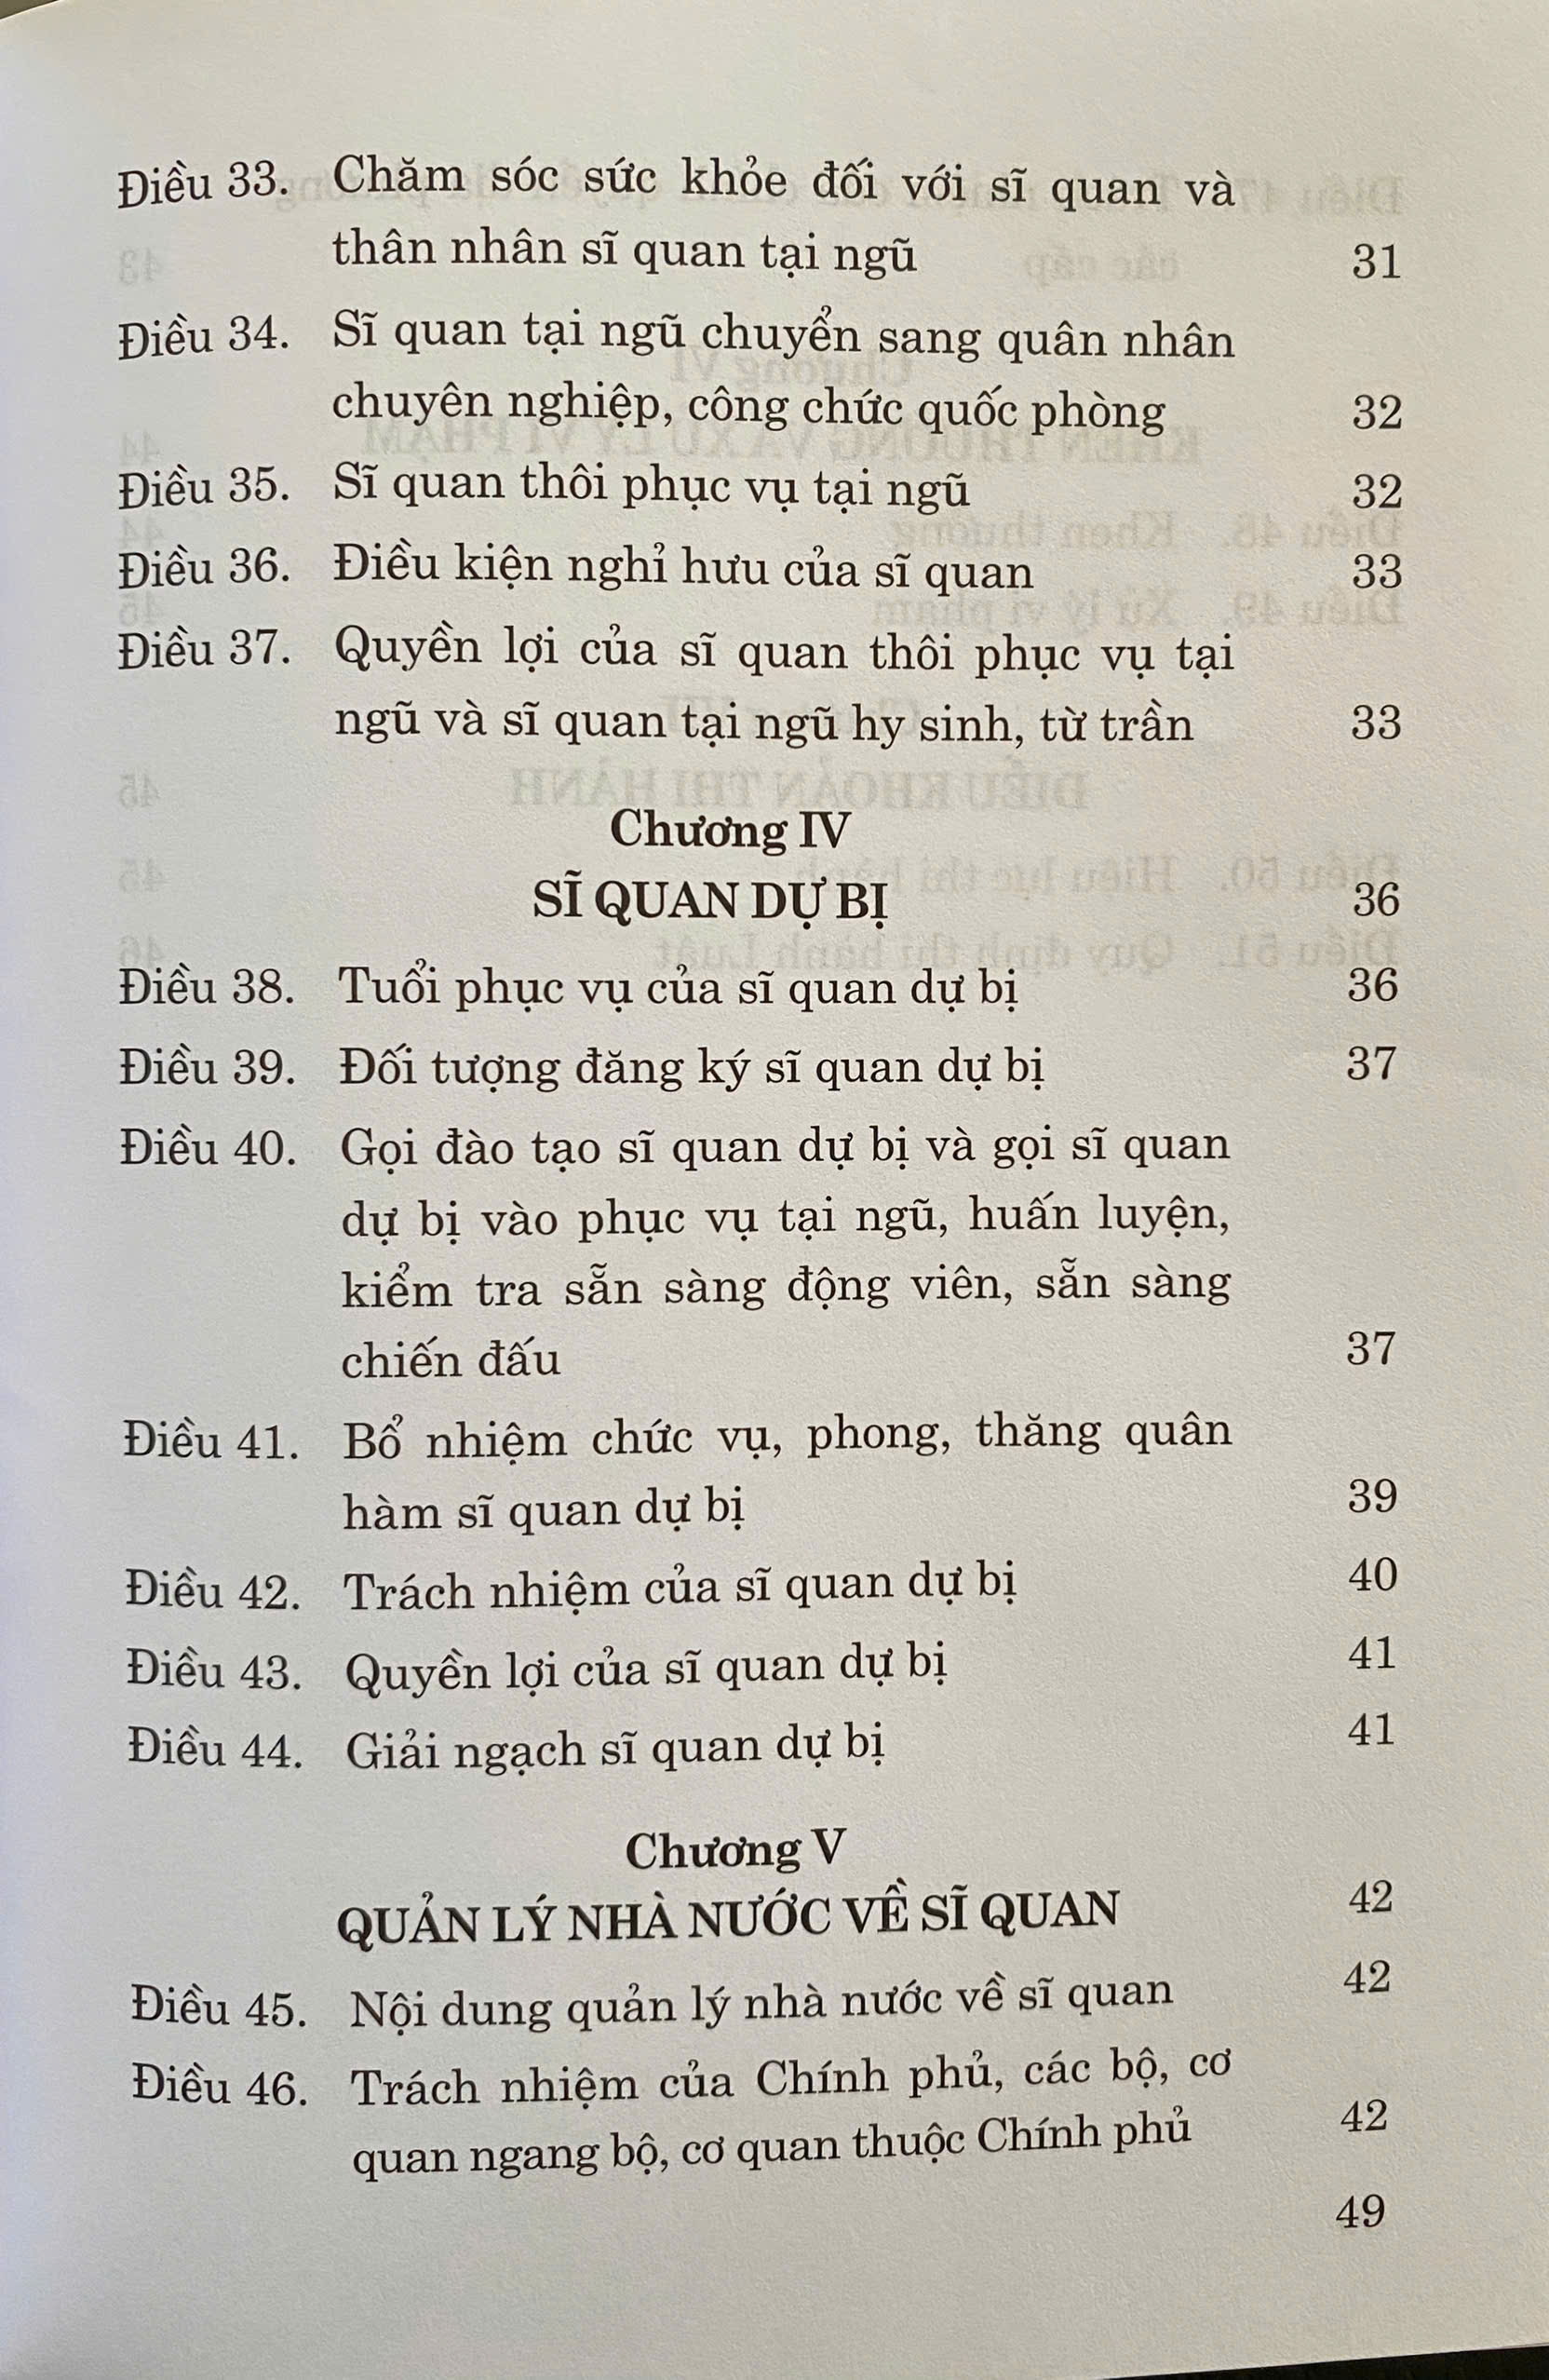 Điều 33. Chăm sóc sức khỏe đối với sĩ quan và
thân nhân sĩ quan tại ngũ 31
Điều 34. Sĩ quan tại ngũ chuyển sang quân nhân
chuyên nghiệp, công chức quốc phòng 32
Điều 35. Sĩ quan thôi phục vụ tại ngũ 32
Điều 36. Điều kiện nghỉ hưu của sĩ quan 33
Điều 37. Quyền lợi của sĩ quan thôi phục vụ tại
ngũ và sĩ quan tại ngũ hy sinh, từ trần 33
Chương IV
SĨ QUAN DỰ BỊ 36
Điều 38. Tuổi phục vụ của sĩ quan dự bị 36
Điều 39. Đối tượng đăng ký sĩ quan dự bị 37
Điều 40. Gọi đào tạo sĩ quan dự bị và gọi sĩ quan
dự bị vào phục vụ tại ngũ, huấn luyện,
kiểm tra sẵn sàng động viên, sẵn sàng
chiến đấu 37
Điều 41. Bổ nhiệm chức vụ, phong, thăng quân
hàm sĩ quan dự bị 39
Điều 42. Trách nhiệm của sĩ quan dự bị 40
Điều 43. Quyền lợi của sĩ quan dự bị 41
Điều 44. Giải ngạch sĩ quan dự bị 41
Chương V
QUẢN LÝ NHÀ NƯỚC VỀ SĨ QUAN 42
Điều 45. Nội dung quản lý nhà nước về sĩ quan 42
Điều 46. Trách nhiệm của Chính phủ, các bộ, cơ
quan ngang bộ, cơ quan thuộc Chính phủ 42
49